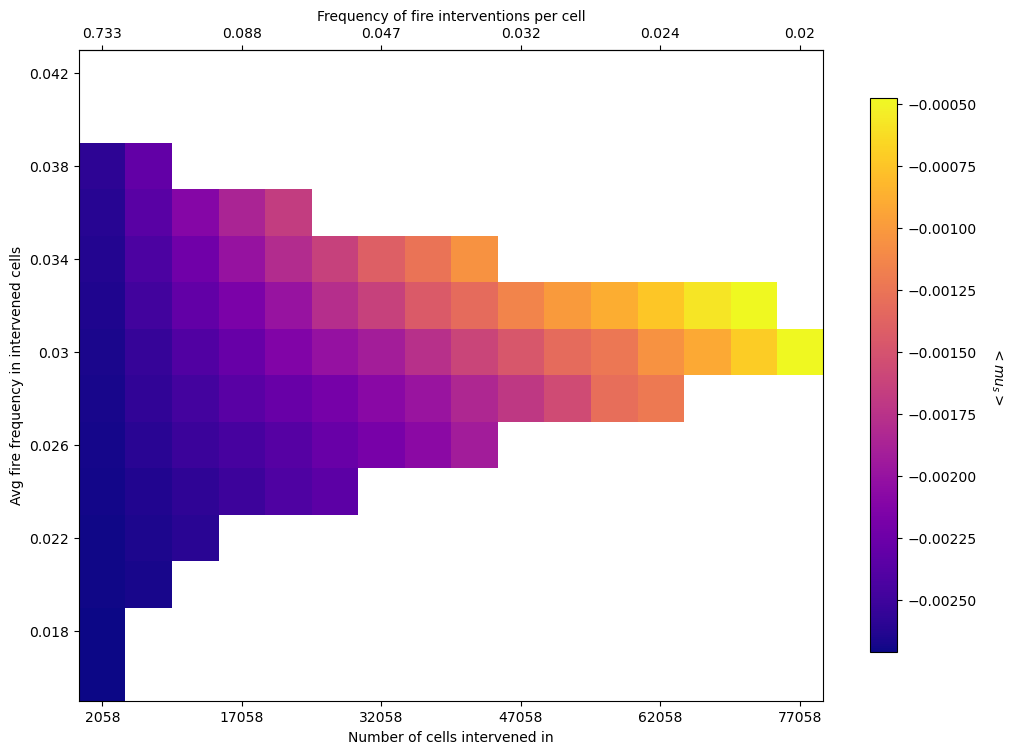 Frequency of fire interventions per cell
0.733 0.088 0.047 0.032 0.024 0.02
0.042
0.038
0.034
0.03
0.026
0.022
0.018
Avg fire frequency in intervened cells
2058 17058 32058 47058 62058 77058
Number of cells intervened in
−0.00050
−0.00075
−0.00100
−0.00125
−0.00150
−0.00175
−0.00200
−0.00225
−0.00250
< mu_s >